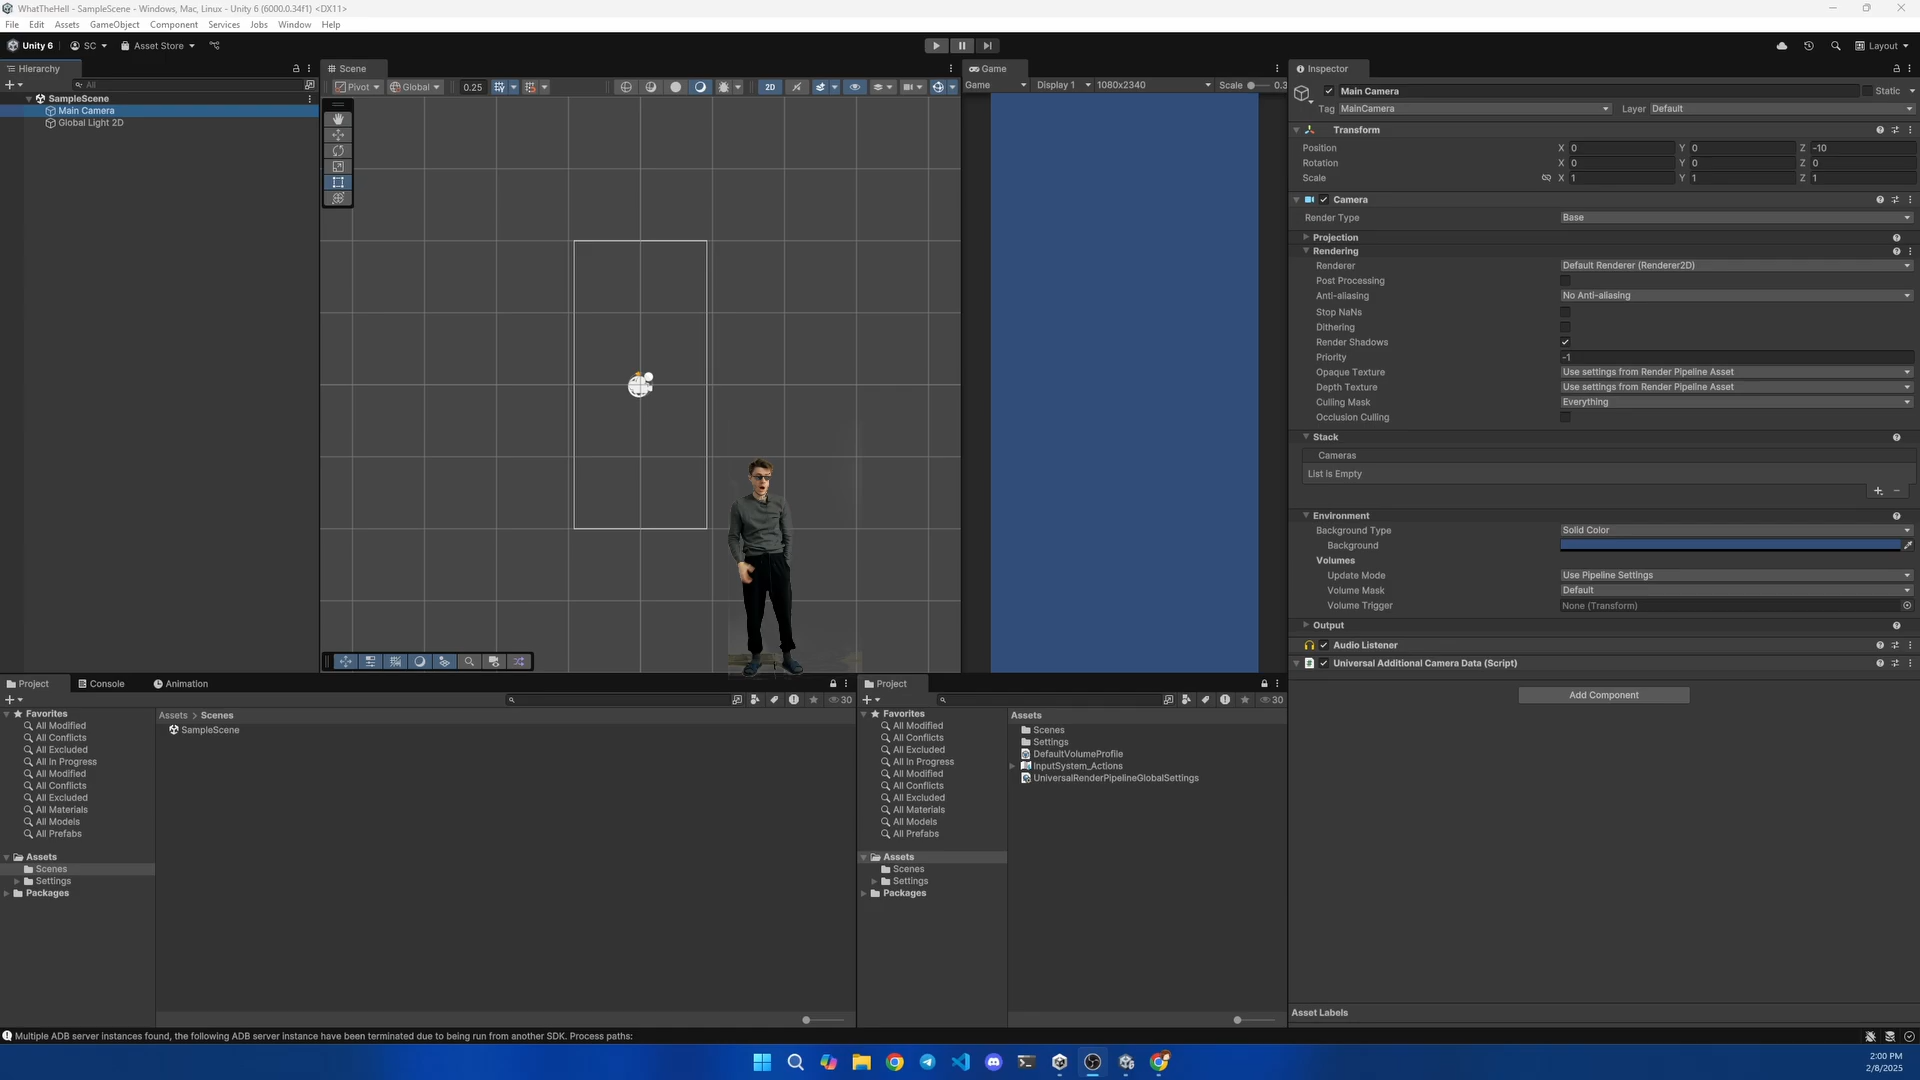 WhatTheHell - SampleScene - Windows, Mac, Linux - Unity 6 (6000.0.34f1) <DX11>
File Edit Assets GameObject Component Services Jobs Window Help
Unity 6 SC Asset Store Layout
Hierarchy
All
SampleScene
Main Camera
Global Light 2D
Scene
Pivot Global 0.25 2D
Game
Game Display 1 1080x2340 Scale 0.3
Inspector
Main Camera Static
Tag MainCamera Layer Default
Transform
Position X 0 Y 0 Z -10
Rotation X 0 Y 0 Z 0
Scale X 1 Y 1 Z 1
Camera
Render Type Base
Projection
Rendering
Renderer Default Renderer (Renderer2D)
Post Processing
Anti-aliasing No Anti-aliasing
Stop NaNs
Dithering
Render Shadows
Priority -1
Opaque Texture Use settings from Render Pipeline Asset
Depth Texture Use settings from Render Pipeline Asset
Culling Mask Everything
Occlusion Culling
Stack
Cameras
List is Empty
Environment
Background Type Solid Color
Background
Volumes
Update Mode Use Pipeline Settings
Volume Mask Default
Volume Trigger None (Transform)
Output
Audio Listener
Universal Additional Camera Data (Script)
Add Component
Asset Labels
Project Console Animation
30
Favorites
All Modified
All Conflicts
All Excluded
All In Progress
All Modified
All Conflicts
All Excluded
All Materials
All Models
All Prefabs
Assets
Scenes
Settings
Packages
Assets > Scenes
SampleScene
Project
30
Favorites
All Modified
All Conflicts
All Excluded
All In Progress
All Modified
All Conflicts
All Excluded
All Materials
All Models
All Prefabs
Assets
Scenes
Settings
Packages
Assets
Scenes
Settings
DefaultVolumeProfile
InputSystem_Actions
UniversalRenderPipelineGlobalSettings
Multiple ADB server instances found, the following ADB server instance have been terminated due to being run from another SDK. Process paths:
2:00 PM
2/8/2025